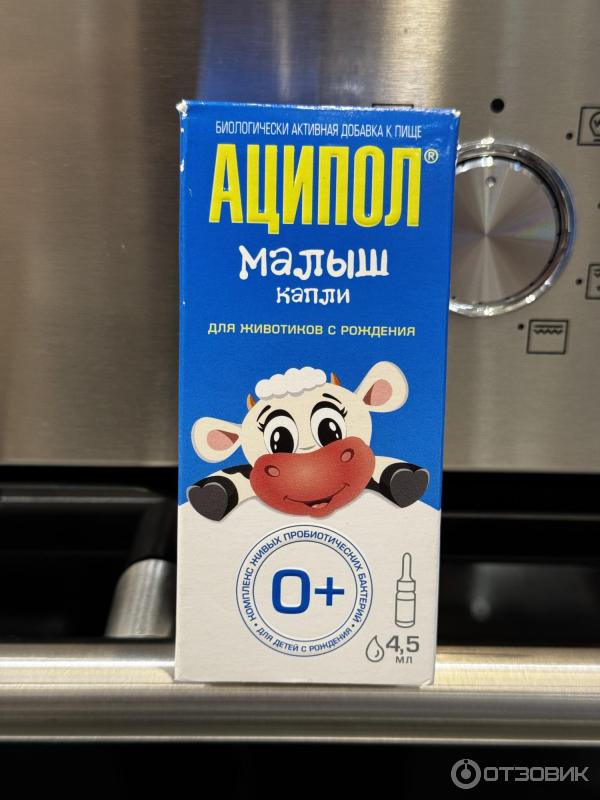 БИОЛОГИЧЕСКИ АКТИВНАЯ ДОБАВКА К ПИЩЕ
АЦИПОЛ®
малыш
капли
ДЛЯ ЖИВОТИКОВ С РОЖДЕНИЯ
КОМПЛЕКС ЖИВЫХ ПРОБИОТИЧЕСКИХ БАКТЕРИЙ
0+
• ДЛЯ ДЕТЕЙ С РОЖДЕНИЯ •
4,5
мл
ОТЗОВИК